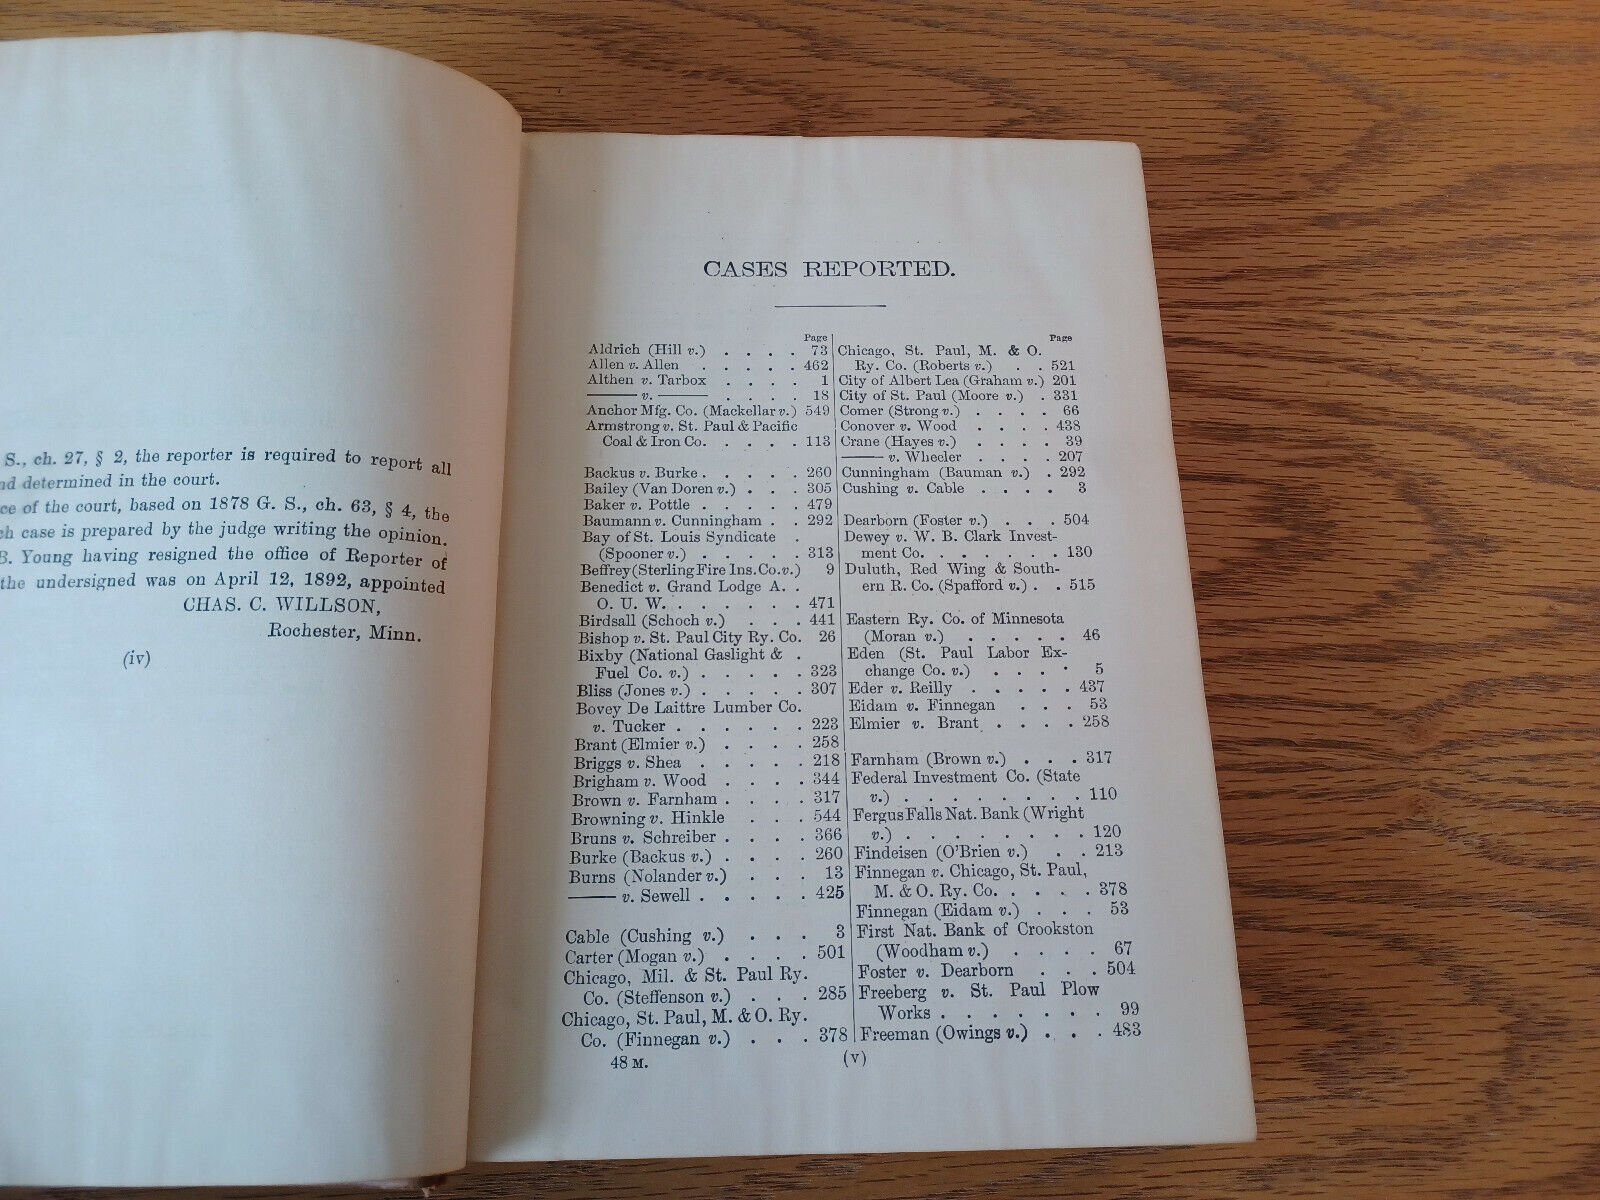 S., ch. 27, § 2, the reporter is required to report all
nd determined in the court.
ce of the court, based on 1878 G. S., ch. 63, § 4, the
ch case is prepared by the judge writing the opinion.
B. Young having resigned the office of Reporter of
the undersigned was on April 12, 1892, appointed
CHAS. C. WILLSON,
Rochester, Minn.
(iv)
CASES REPORTED.
Page
Aldrich (Hill v.) . . . . 73
Allen v. Allen . . . . . 462
Althen v. Tarbox . . . . 1
——— v. ——— . . . . 18
Anchor Mfg. Co. (Mackellar v.) 549
Armstrong v. St. Paul & Pacific
Coal & Iron Co. . . . . 113
Backus v. Burke . . . . 260
Bailey (Van Doren v.) . . . 305
Baker v. Pottle . . . . 479
Baumann v. Cunningham . . 292
Bay of St. Louis Syndicate .
(Spooner v.) . . . . . 313
Beffrey (Sterling Fire Ins. Co. v.) 9
Benedict v. Grand Lodge A. .
O. U. W. . . . . . . 471
Birdsall (Schoch v.) . . . 441
Bishop v. St. Paul City Ry. Co. 26
Bixby (National Gaslight & .
Fuel Co. v.) . . . . . 323
Bliss (Jones v.) . . . . . 307
Bovey De Laittre Lumber Co.
v. Tucker . . . . . . 223
Brant (Elmier v.) . . . . 258
Briggs v. Shea . . . . . 218
Brigham v. Wood . . . . 344
Brown v. Farnham . . . . 317
Browning v. Hinkle . . . 544
Bruns v. Schreiber . . . . 366
Burke (Backus v.) . . . . 260
Burns (Nolander v.) . . . 13
——— v. Sewell . . . . . 425
Cable (Cushing v.) . . . 3
Carter (Mogan v.) . . . . 501
Chicago, Mil. & St. Paul Ry.
Co. (Steffenson v.) . . . 285
Chicago, St. Paul, M. & O. Ry.
Co. (Finnegan v.) . . . 378
48 M.
Page
Chicago, St. Paul, M. & O.
Ry. Co. (Roberts v.) . . 521
City of Albert Lea (Graham v.) 201
City of St. Paul (Moore v.) . 331
Comer (Strong v.) . . . . 66
Conover v. Wood . . . . 438
Crane (Hayes v.) . . . . 39
——— v. Wheeler . . . . 207
Cunningham (Bauman v.) . 292
Cushing v. Cable . . . . 3
Dearborn (Foster v.) . . . 504
Dewey v. W. B. Clark Invest-
ment Co. . . . . . . 130
Duluth, Red Wing & South-
ern R. Co. (Spafford v.) . . 515
Eastern Ry. Co. of Minnesota
(Moran v.) . . . . . 46
Eden (St. Paul Labor Ex-
change Co. v.) . . . . 5
Eder v. Reilly . . . . . 437
Eidam v. Finnegan . . . 53
Elmier v. Brant . . . . 258
Farnham (Brown v.) . . . 317
Federal Investment Co. (State
v.) . . . . . . . . 110
Fergus Falls Nat. Bank (Wright
v.) . . . . . . . . 120
Findeisen (O'Brien v.) . . 213
Finnegan v. Chicago, St. Paul,
M. & O. Ry. Co. . . . . 378
Finnegan (Eidam v.) . . . 53
First Nat. Bank of Crookston
(Woodham v.) . . . . 67
Foster v. Dearborn . . . 504
Freeberg v. St. Paul Plow
Works . . . . . . . 99
Freeman (Owings v.) . . . 483
(v)